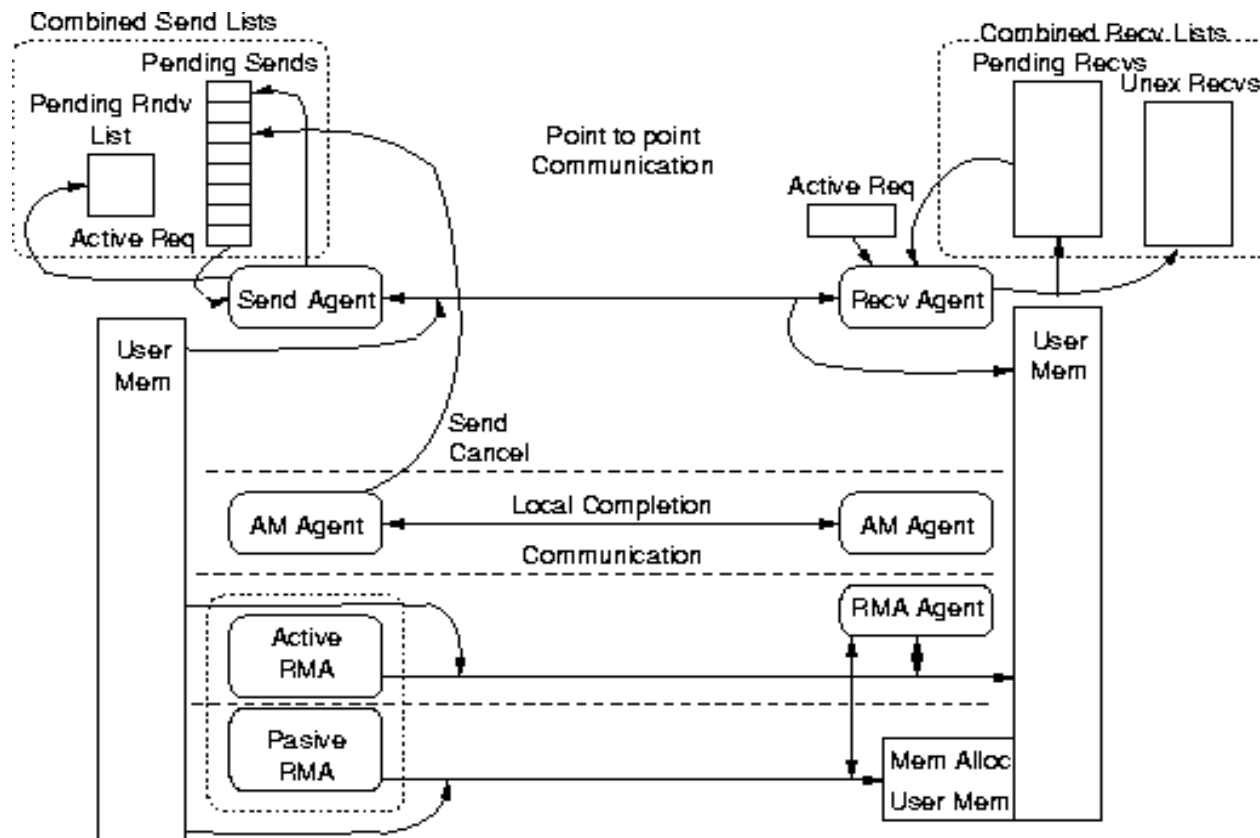 Combined Send Lists
Combined Recv Lists
Pending Sends
Pending Recvs
Unex Recvs
Pending Rndv
List
Point to point
Communication
Active Req
Active Req
Send Agent
Recv Agent
User
Mem
User
Mem
Send
Cancel
AM Agent
Local Completion
AM Agent
Communication
RMA Agent
Active
RMA
Pasive
RMA
Mem Alloc
User Mem